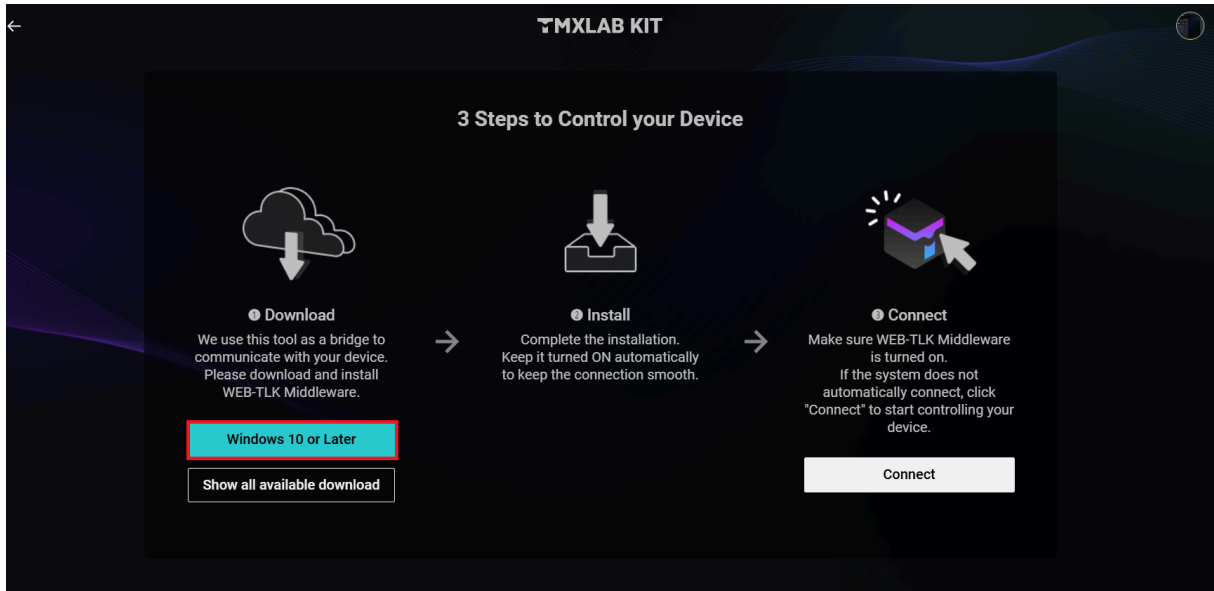 TMXLAB KIT
3 Steps to Control your Device
❶ Download
We use this tool as a bridge to
communicate with your device.
Please download and install
WEB-TLK Middleware.
Windows 10 or Later
Show all available download
❷ Install
Complete the installation.
Keep it turned ON automatically
to keep the connection smooth.
❸ Connect
Make sure WEB-TLK Middleware
is turned on.
If the system does not
automatically connect, click
"Connect" to start controlling your
device.
Connect